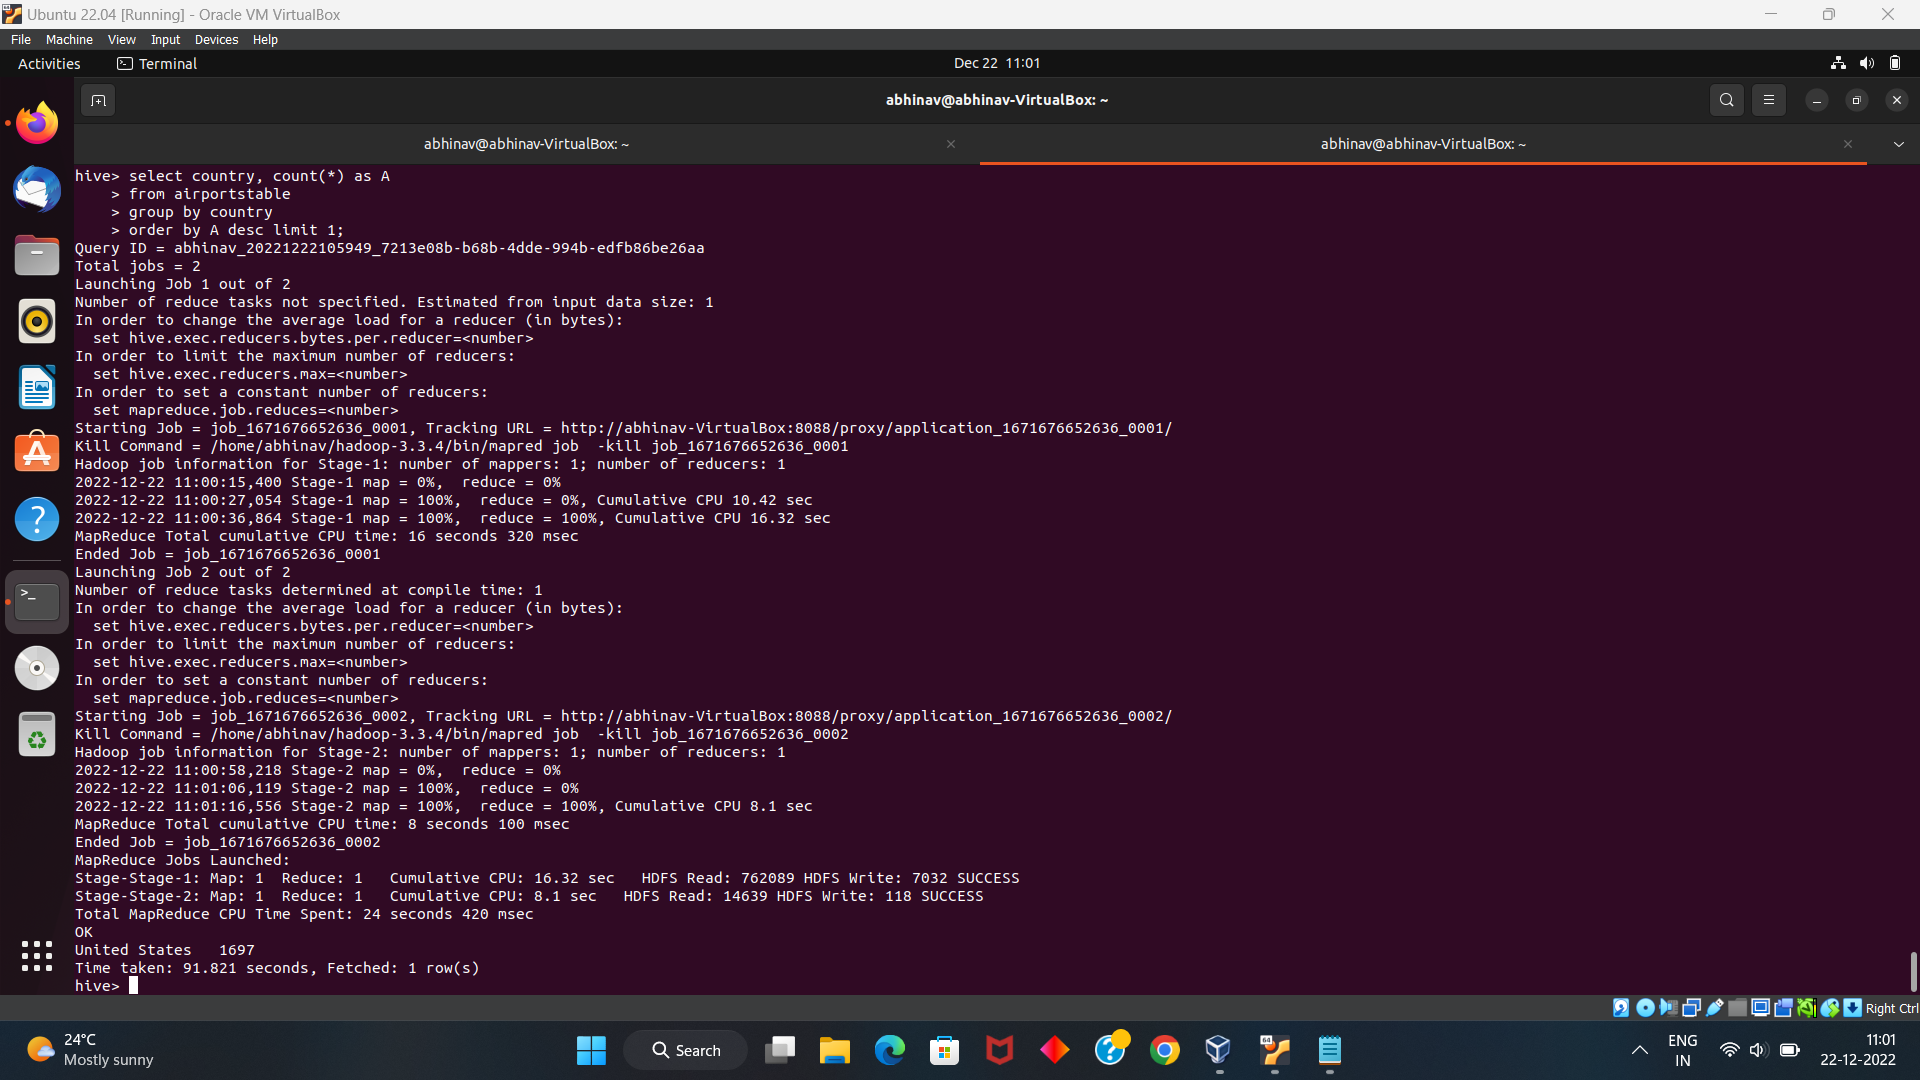 Ubuntu 22.04 [Running] - Oracle VM VirtualBox
File Machine View Input Devices Help
Activities Terminal Dec 22 11:01
abhinav@abhinav-VirtualBox: ~
abhinav@abhinav-VirtualBox: ~ abhinav@abhinav-VirtualBox: ~
hive> select country, count(*) as A
    > from airportstable
    > group by country
    > order by A desc limit 1;
Query ID = abhinav_20221222105949_7213e08b-b68b-4dde-994b-edfb86be26aa
Total jobs = 2
Launching Job 1 out of 2
Number of reduce tasks not specified. Estimated from input data size: 1
In order to change the average load for a reducer (in bytes):
  set hive.exec.reducers.bytes.per.reducer=<number>
In order to limit the maximum number of reducers:
  set hive.exec.reducers.max=<number>
In order to set a constant number of reducers:
  set mapreduce.job.reduces=<number>
Starting Job = job_1671676652636_0001, Tracking URL = http://abhinav-VirtualBox:8088/proxy/application_1671676652636_0001/
Kill Command = /home/abhinav/hadoop-3.3.4/bin/mapred job  -kill job_1671676652636_0001
Hadoop job information for Stage-1: number of mappers: 1; number of reducers: 1
2022-12-22 11:00:15,400 Stage-1 map = 0%,  reduce = 0%
2022-12-22 11:00:27,054 Stage-1 map = 100%,  reduce = 0%, Cumulative CPU 10.42 sec
2022-12-22 11:00:36,864 Stage-1 map = 100%,  reduce = 100%, Cumulative CPU 16.32 sec
MapReduce Total cumulative CPU time: 16 seconds 320 msec
Ended Job = job_1671676652636_0001
Launching Job 2 out of 2
Number of reduce tasks determined at compile time: 1
In order to change the average load for a reducer (in bytes):
  set hive.exec.reducers.bytes.per.reducer=<number>
In order to limit the maximum number of reducers:
  set hive.exec.reducers.max=<number>
In order to set a constant number of reducers:
  set mapreduce.job.reduces=<number>
Starting Job = job_1671676652636_0002, Tracking URL = http://abhinav-VirtualBox:8088/proxy/application_1671676652636_0002/
Kill Command = /home/abhinav/hadoop-3.3.4/bin/mapred job  -kill job_1671676652636_0002
Hadoop job information for Stage-2: number of mappers: 1; number of reducers: 1
2022-12-22 11:00:58,218 Stage-2 map = 0%,  reduce = 0%
2022-12-22 11:01:06,119 Stage-2 map = 100%,  reduce = 0%
2022-12-22 11:01:16,556 Stage-2 map = 100%,  reduce = 100%, Cumulative CPU 8.1 sec
MapReduce Total cumulative CPU time: 8 seconds 100 msec
Ended Job = job_1671676652636_0002
MapReduce Jobs Launched:
Stage-Stage-1: Map: 1  Reduce: 1   Cumulative CPU: 16.32 sec   HDFS Read: 762089 HDFS Write: 7032 SUCCESS
Stage-Stage-2: Map: 1  Reduce: 1   Cumulative CPU: 8.1 sec   HDFS Read: 14639 HDFS Write: 118 SUCCESS
Total MapReduce CPU Time Spent: 24 seconds 420 msec
OK
United States   1697
Time taken: 91.821 seconds, Fetched: 1 row(s)
hive>
Right Ctrl
24°C
Mostly sunny
Search
ENG
IN
11:01
22-12-2022